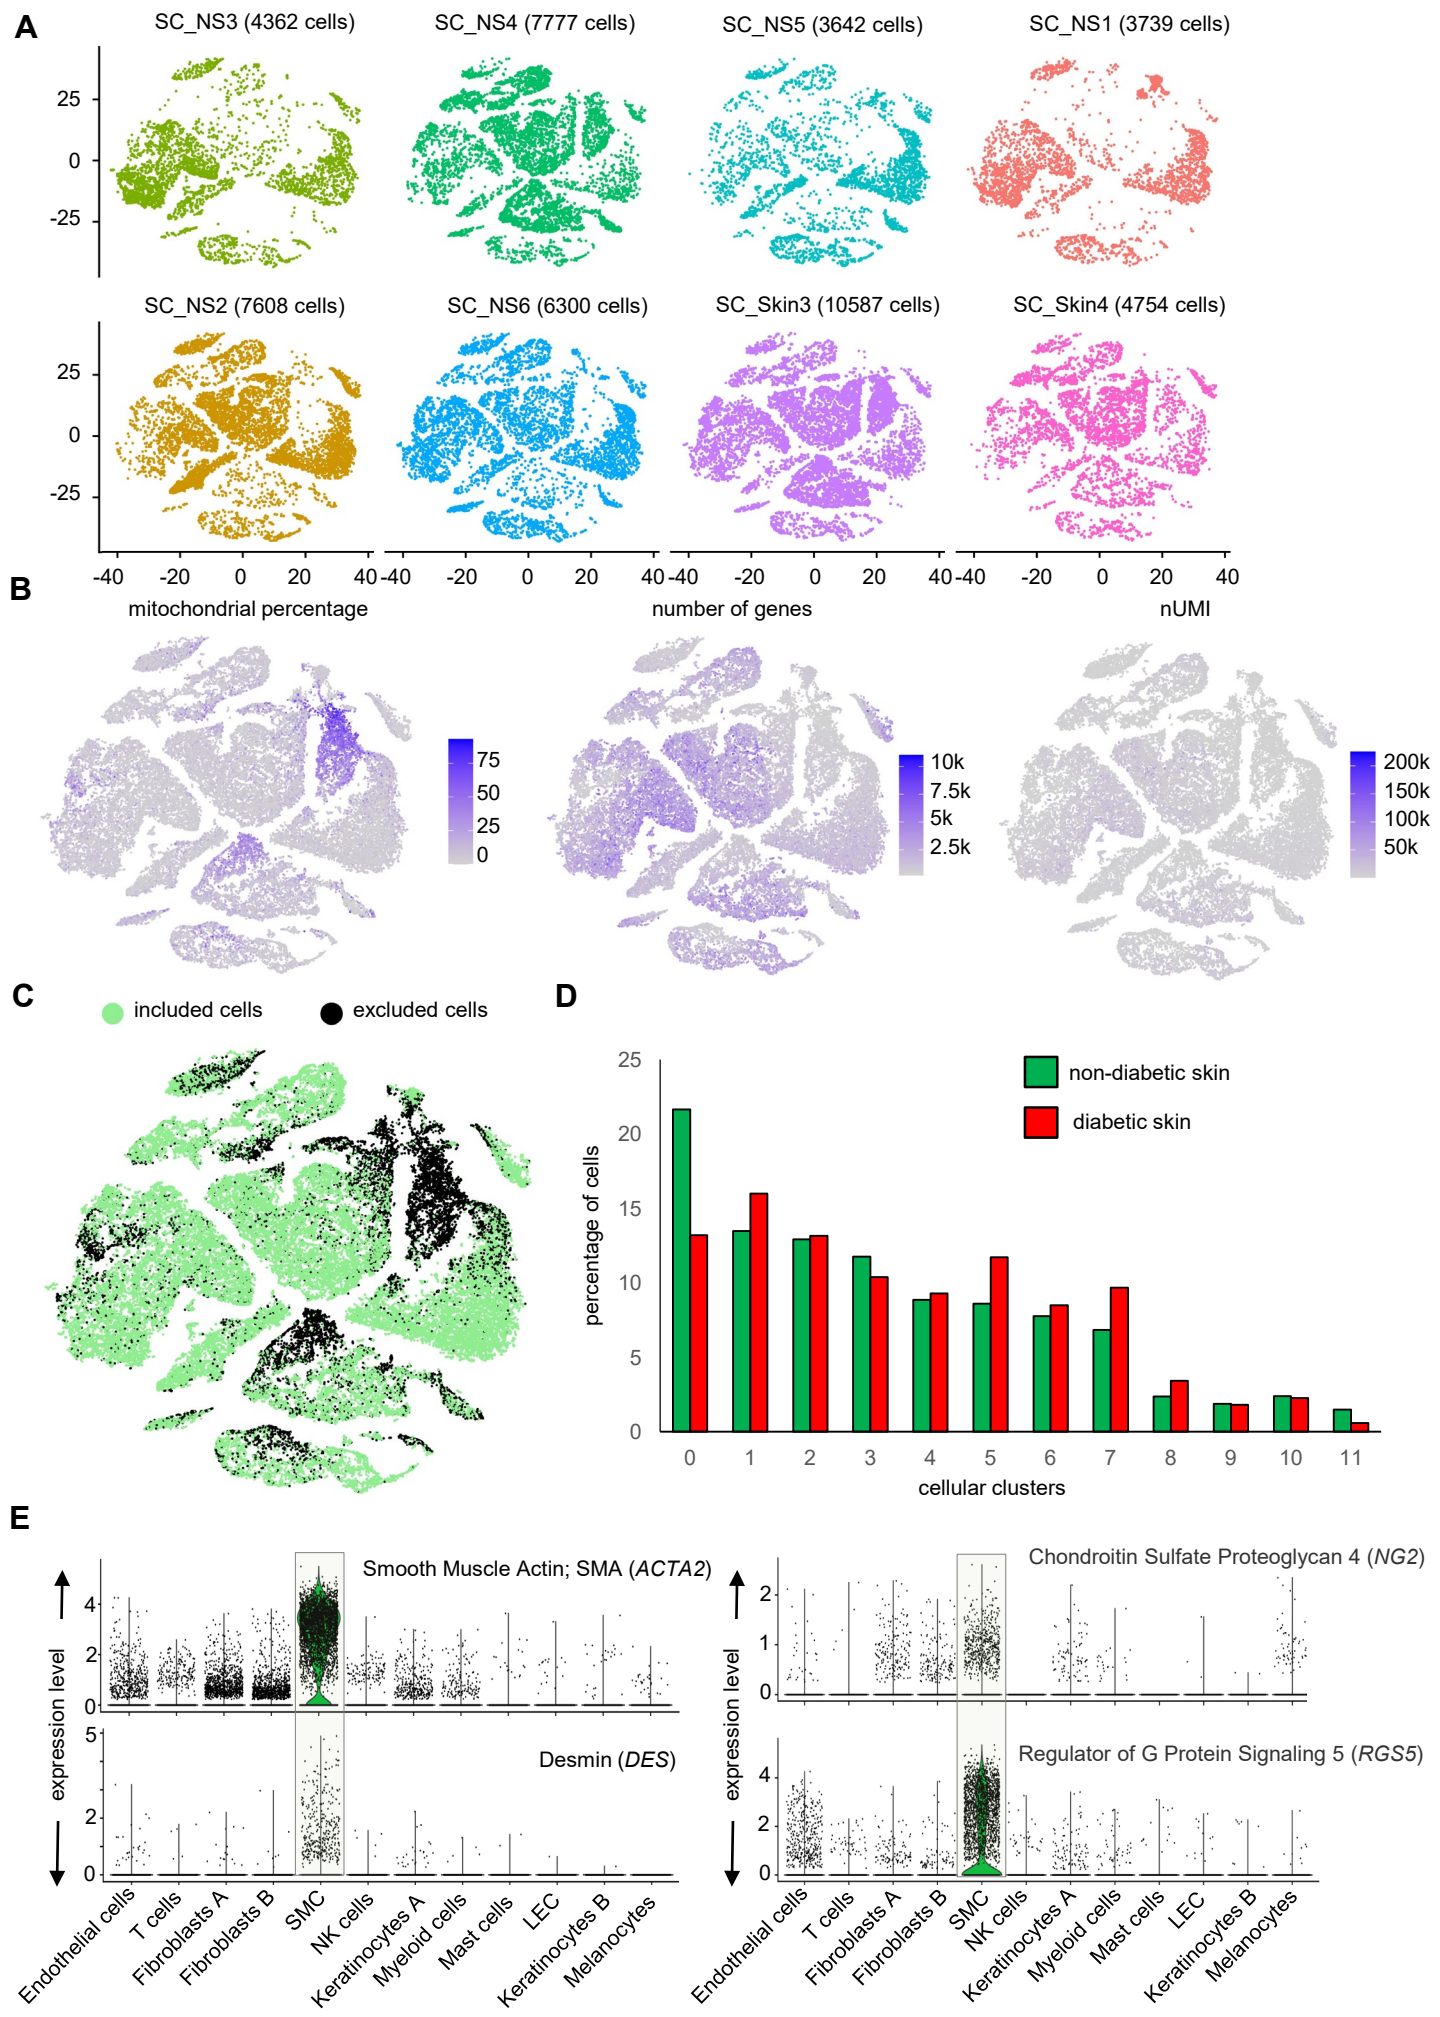 A
SC_NS3 (4362 cells)
SC_NS4 (7777 cells)
SC_NS5 (3642 cells)
SC_NS1 (3739 cells)
25
0
-25
SC_NS2 (7608 cells)
SC_NS6 (6300 cells)
SC_Skin3 (10587 cells)
SC_Skin4 (4754 cells)
25
0
-25
-40 -20 0 20 40
-40 -20 0 20 40
-40 -20 0 20 40
-40 -20 0 20 40
B
mitochondrial percentage
75
50
25
0
number of genes
10k
7.5k
5k
2.5k
nUMI
200k
150k
100k
50k
C
included cells
excluded cells
D
non-diabetic skin
diabetic skin
percentage of cells
25
20
15
10
5
0
0 1 2 3 4 5 6 7 8 9 10 11
cellular clusters
E
expression level
Smooth Muscle Actin; SMA (ACTA2)
4
2
0
Desmin (DES)
5
2
0
Endothelial cells
T cells
Fibroblasts A
Fibroblasts B
SMC
NK cells
Keratinocytes A
Myeloid cells
Mast cells
LEC
Keratinocytes B
Melanocytes
expression level
Chondroitin Sulfate Proteoglycan 4 (NG2)
2
1
0
Regulator of G Protein Signaling 5 (RGS5)
4
2
0
Endothelial cells
T cells
Fibroblasts A
Fibroblasts B
SMC
NK cells
Keratinocytes A
Myeloid cells
Mast cells
LEC
Keratinocytes B
Melanocytes